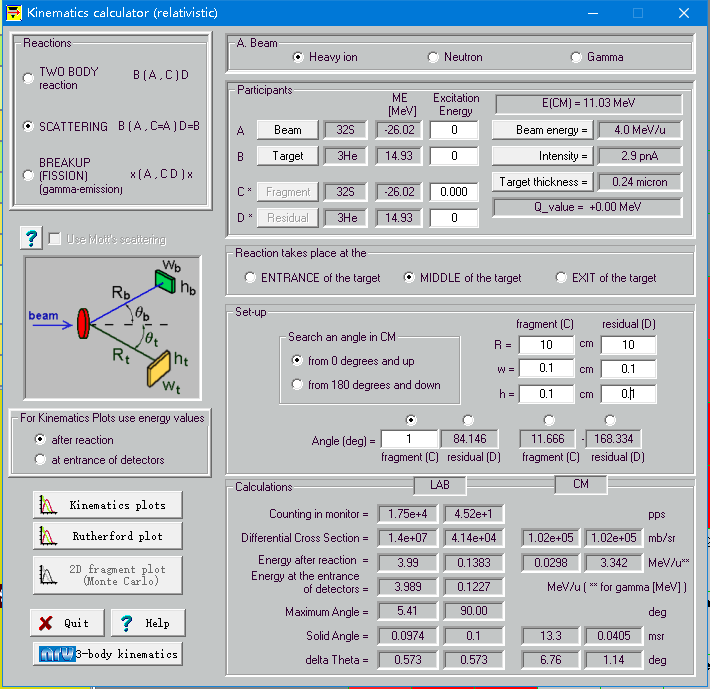 Kinematics calculator (relativistic)
Reactions
TWO BODY reaction B ( A , C ) D
SCATTERING B ( A , C=A ) D=B
BREAKUP (FISSION) (gamma-emission) x ( A , C D ) x
? Use Mott's scattering
beam
Rb
θb
Wb
hb
Rt
θt
ht
Wt
For Kinematics Plots use energy values
after reaction
at entrance of detectors
Kinematics plots
Rutherford plot
2D fragment plot
(Monte Carlo)
Quit ? Help
3-body kinematics
A. Beam
Heavy ion Neutron Gamma
Participants
ME [MeV] Excitation Energy
E(CM) = 11.03 MeV
A Beam 32S -26.02 0 Beam energy = 4.0 MeV/u
B Target 3He 14.93 0 Intensity = 2.9 pnA
Target thickness = 0.24 micron
C * Fragment 32S -26.02 0.000
Q_value = +0.00 MeV
D * Residual 3He 14.93 0
Reaction takes place at the
ENTRANCE of the target MIDDLE of the target EXIT of the target
Set-up
fragment (C) residual (D)
Search an angle in CM
from 0 degrees and up
from 180 degrees and down
R = 10 cm 10
w = 0.1 cm 0.1
h = 0.1 cm 0.1
Angle (deg) = 1 84.146 11.666 - 168.334
fragment (C) residual (D) fragment (C) residual (D)
Calculations LAB CM
Counting in monitor = 1.75e+4 4.52e+1 pps
Differential Cross Section = 1.4e+07 4.14e+04 1.02e+05 1.02e+05 mb/sr
Energy after reaction = 3.99 0.1383 0.0298 3.342 MeV/u**
Energy at the entrance
of detectors = 3.989 0.1227 MeV/u ( ** for gamma [MeV] )
Maximum Angle = 5.41 90.00 deg
Solid Angle = 0.0974 0.1 13.3 0.0405 msr
delta Theta = 0.573 0.573 6.76 1.14 deg